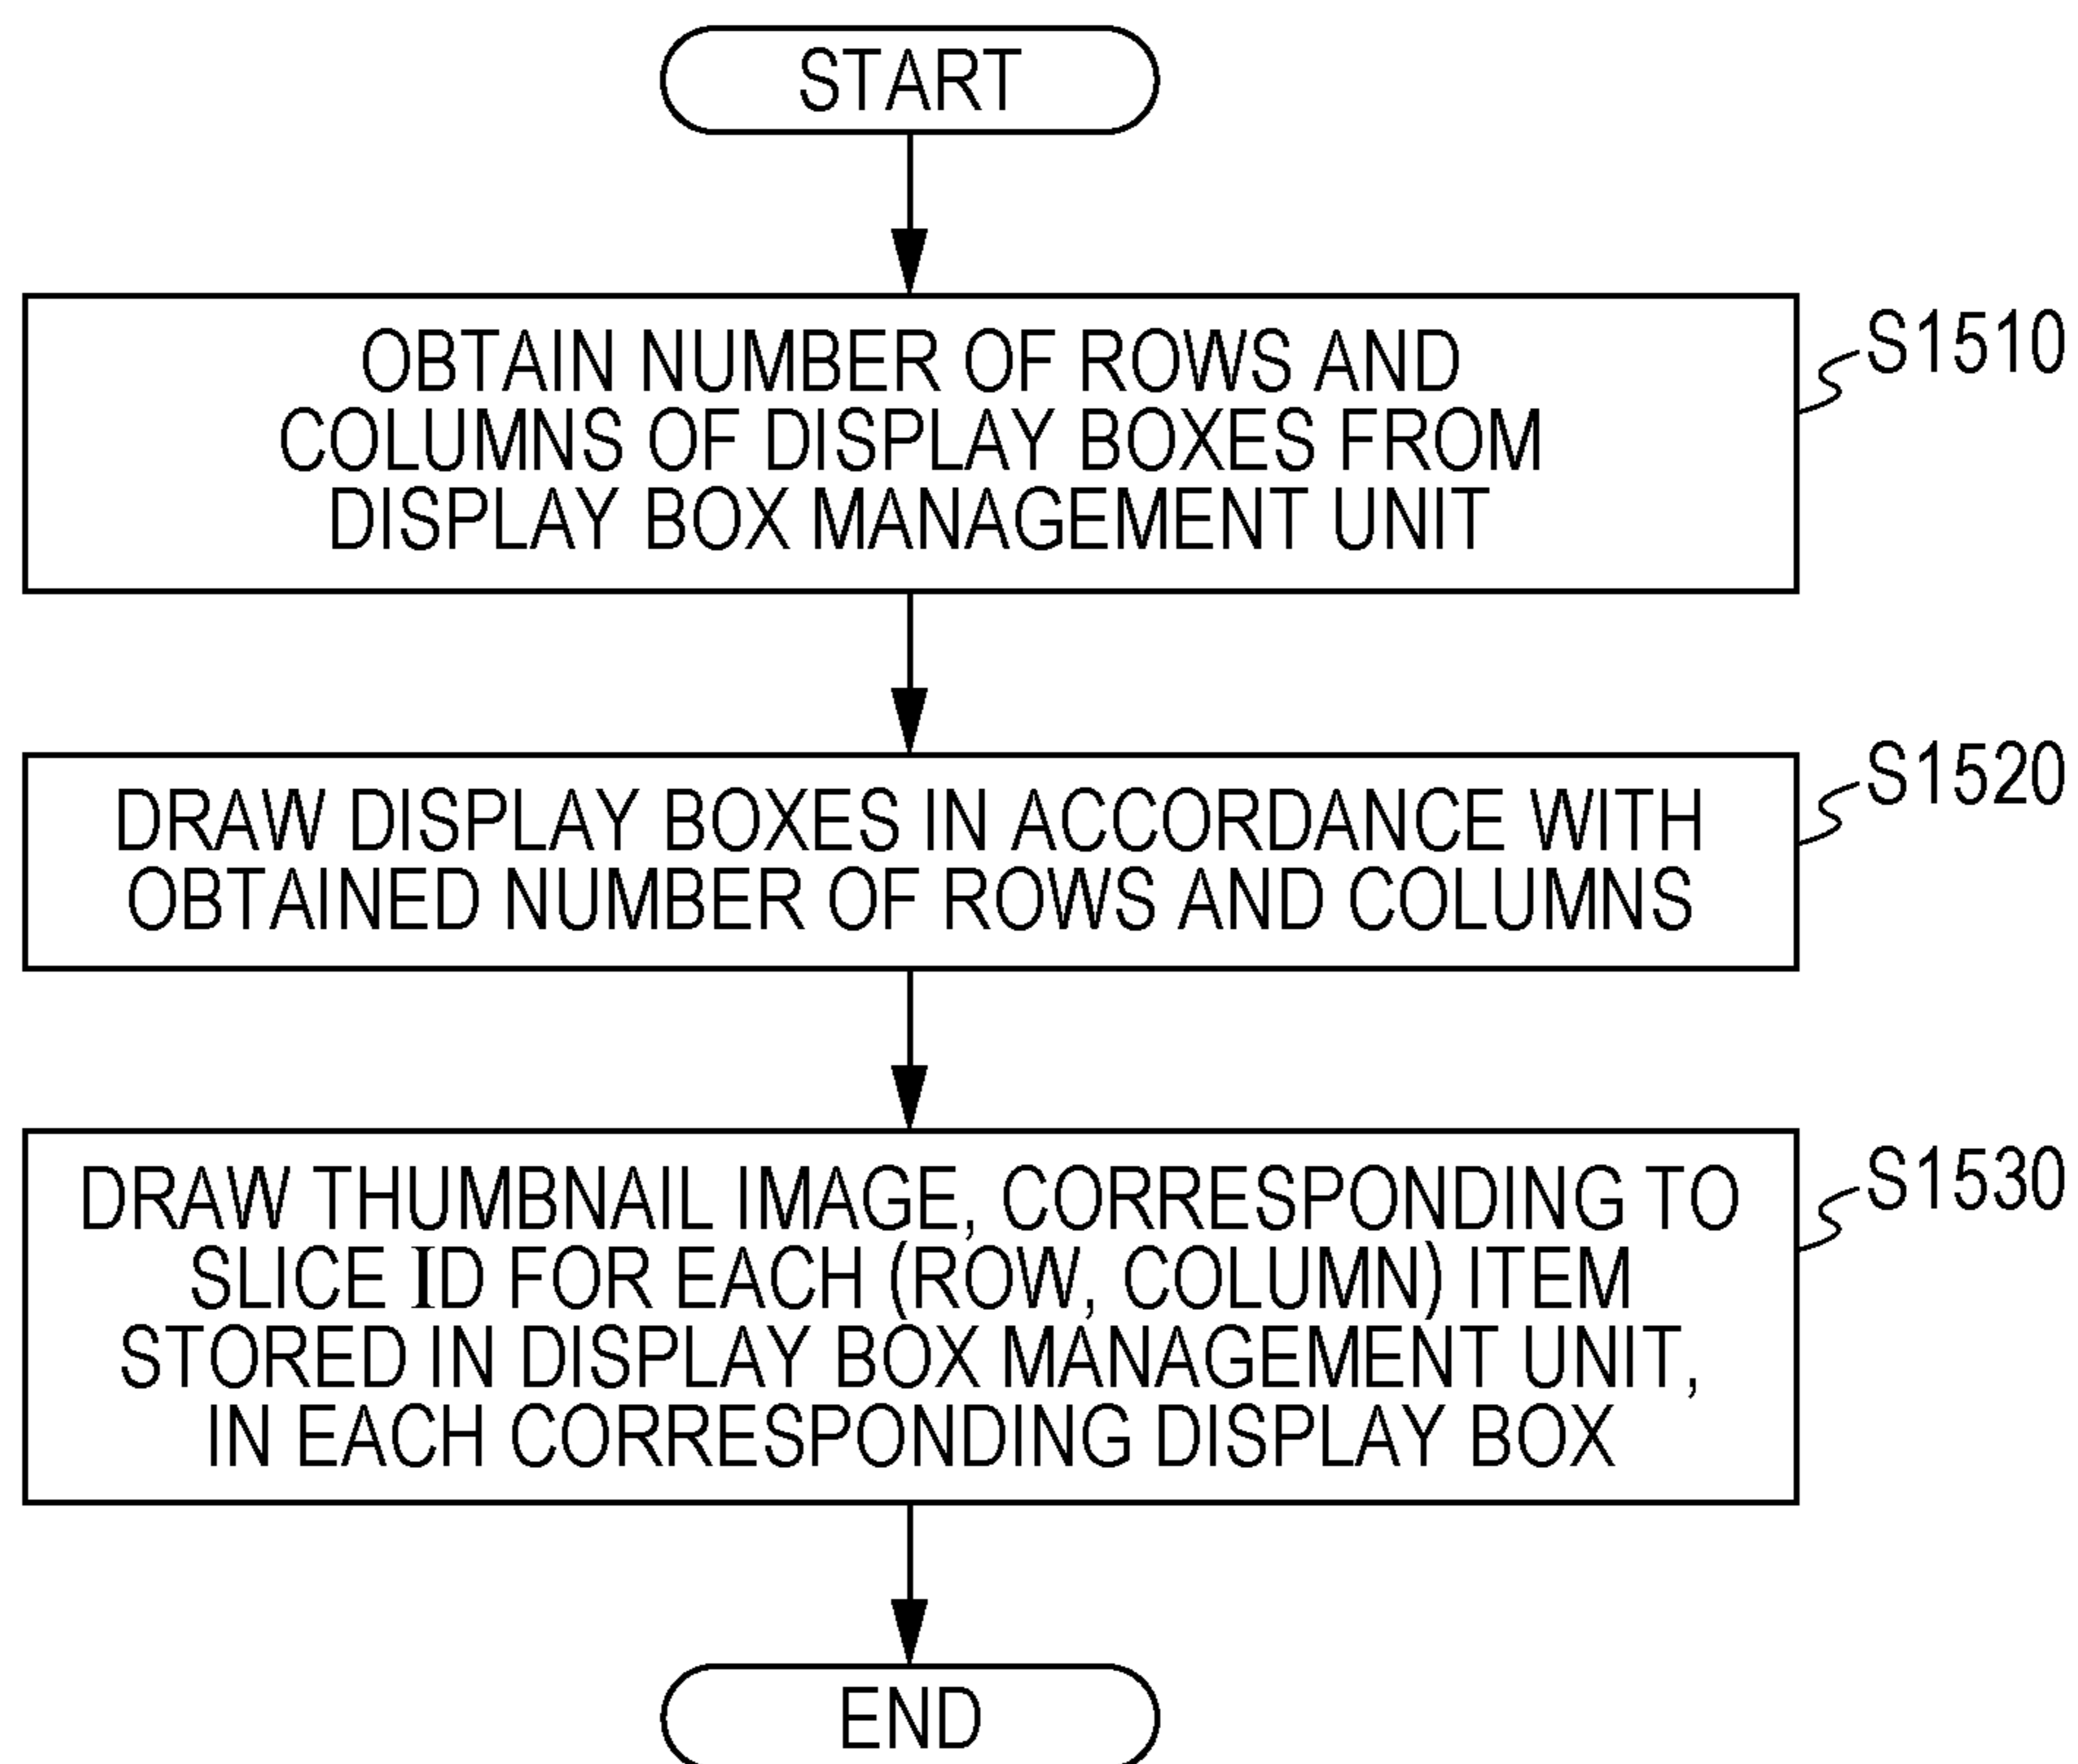 START
OBTAIN NUMBER OF ROWS AND
COLUMNS OF DISPLAY BOXES FROM
DISPLAY BOX MANAGEMENT UNIT
S1510
DRAW DISPLAY BOXES IN ACCORDANCE WITH
OBTAINED NUMBER OF ROWS AND COLUMNS
S1520
DRAW THUMBNAIL IMAGE, CORRESPONDING TO
SLICE ID FOR EACH (ROW, COLUMN) ITEM
STORED IN DISPLAY BOX MANAGEMENT UNIT,
IN EACH CORRESPONDING DISPLAY BOX
S1530
END